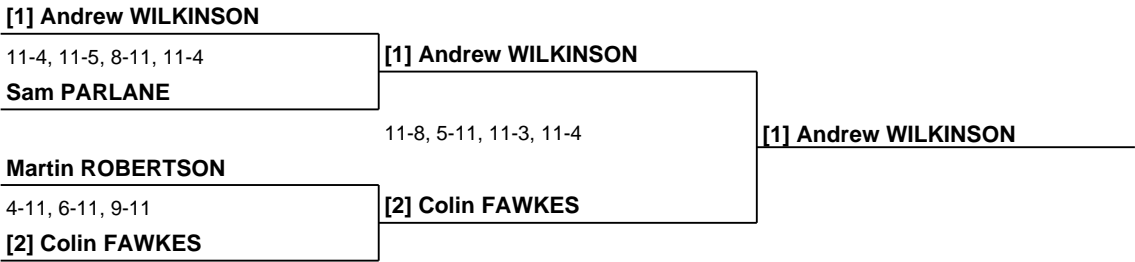 [1] Andrew WILKINSON
11-4, 11-5, 8-11, 11-4
[1] Andrew WILKINSON
Sam PARLANE
11-8, 5-11, 11-3, 11-4
[1] Andrew WILKINSON
Martin ROBERTSON
4-11, 6-11, 9-11
[2] Colin FAWKES
[2] Colin FAWKES